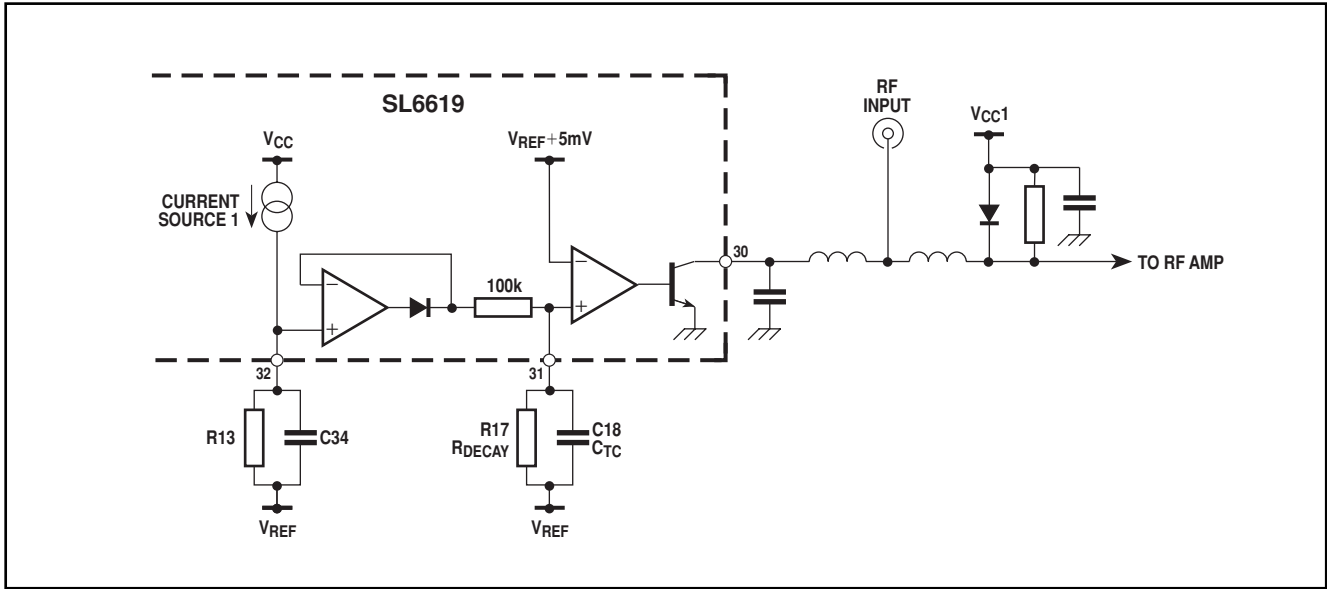 SL6619
RF
INPUT
VCC1
VCC
VREF+5mV
CURRENT
SOURCE 1
30
TO RF AMP
100k
−
+
−
+
32
31
R13
C34
R17
RDECAY
C18
CTC
VREF
VREF